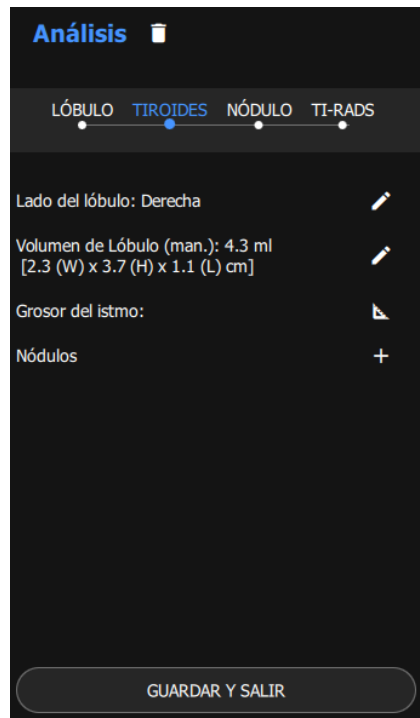 Análisis
LÓBULO TIROIDES NÓDULO TI-RADS
Lado del lóbulo: Derecha
Volumen de Lóbulo (man.): 4.3 ml
[2.3 (W) x 3.7 (H) x 1.1 (L) cm]
Grosor del istmo:
Nódulos
GUARDAR Y SALIR